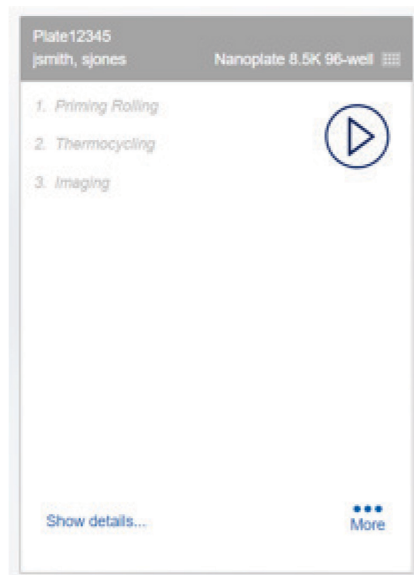 Plate12345
jsmith, sjones Nanoplate 8.5K 96-well
1. Priming Rolling
2. Thermocycling
3. Imaging
Show details...
More